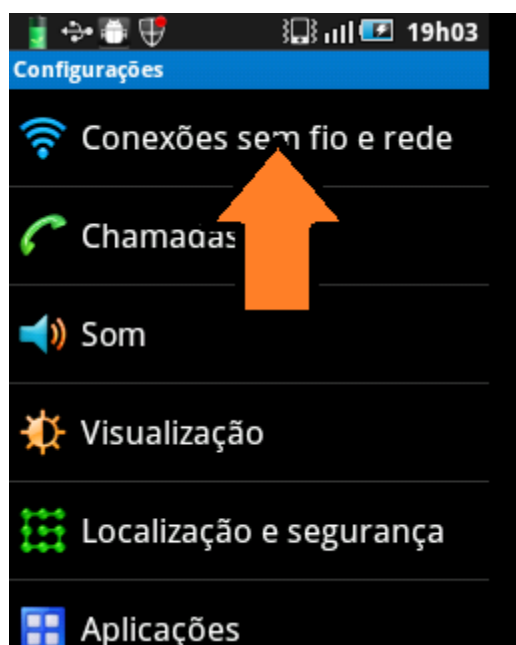 19h03
Configurações
Conexões sem fio e rede
Chamadas
Som
Visualização
Localização e segurança
Aplicações